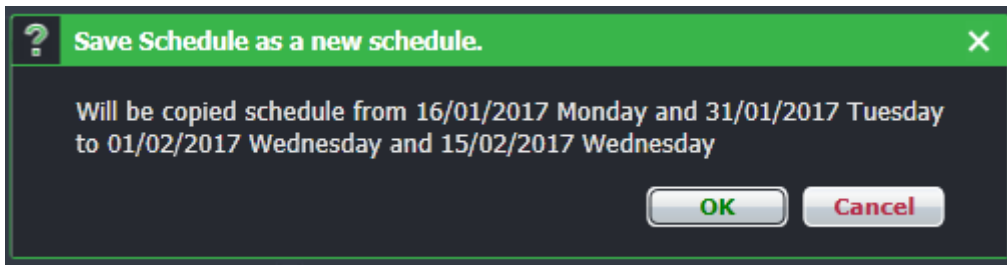 Save Schedule as a new schedule.
Will be copied schedule from 16/01/2017 Monday and 31/01/2017 Tuesday
to 01/02/2017 Wednesday and 15/02/2017 Wednesday
OK Cancel